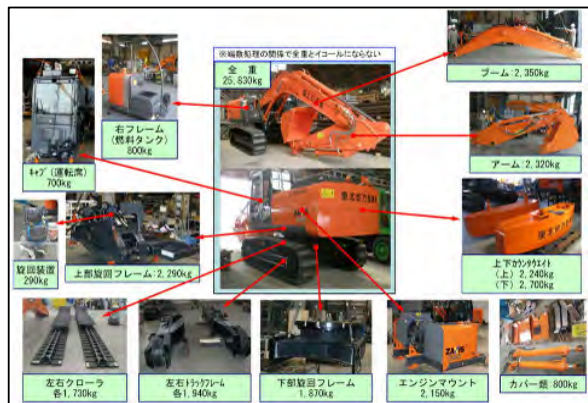 ※端数処理の関係で全重とイコールにならない
全　重
25,830kg
ブーム：2,350kg
右フレーム
(燃料タンク)
800kg
アーム：2,320kg
ｷｬﾌﾞ(運転席)
700kg
旋回装置
290kg
上部旋回フレーム：2,290kg
上下ｶｳﾝﾀｳｴｲﾄ
（上）2,240kg
（下）2,700kg
左右クローラ
各1,730kg
左右ﾄﾗｯｸﾌﾚｰﾑ
各1,940kg
下部旋回フレーム
1,870kg
エンジンマウント
2,150kg
カバー類：800kg